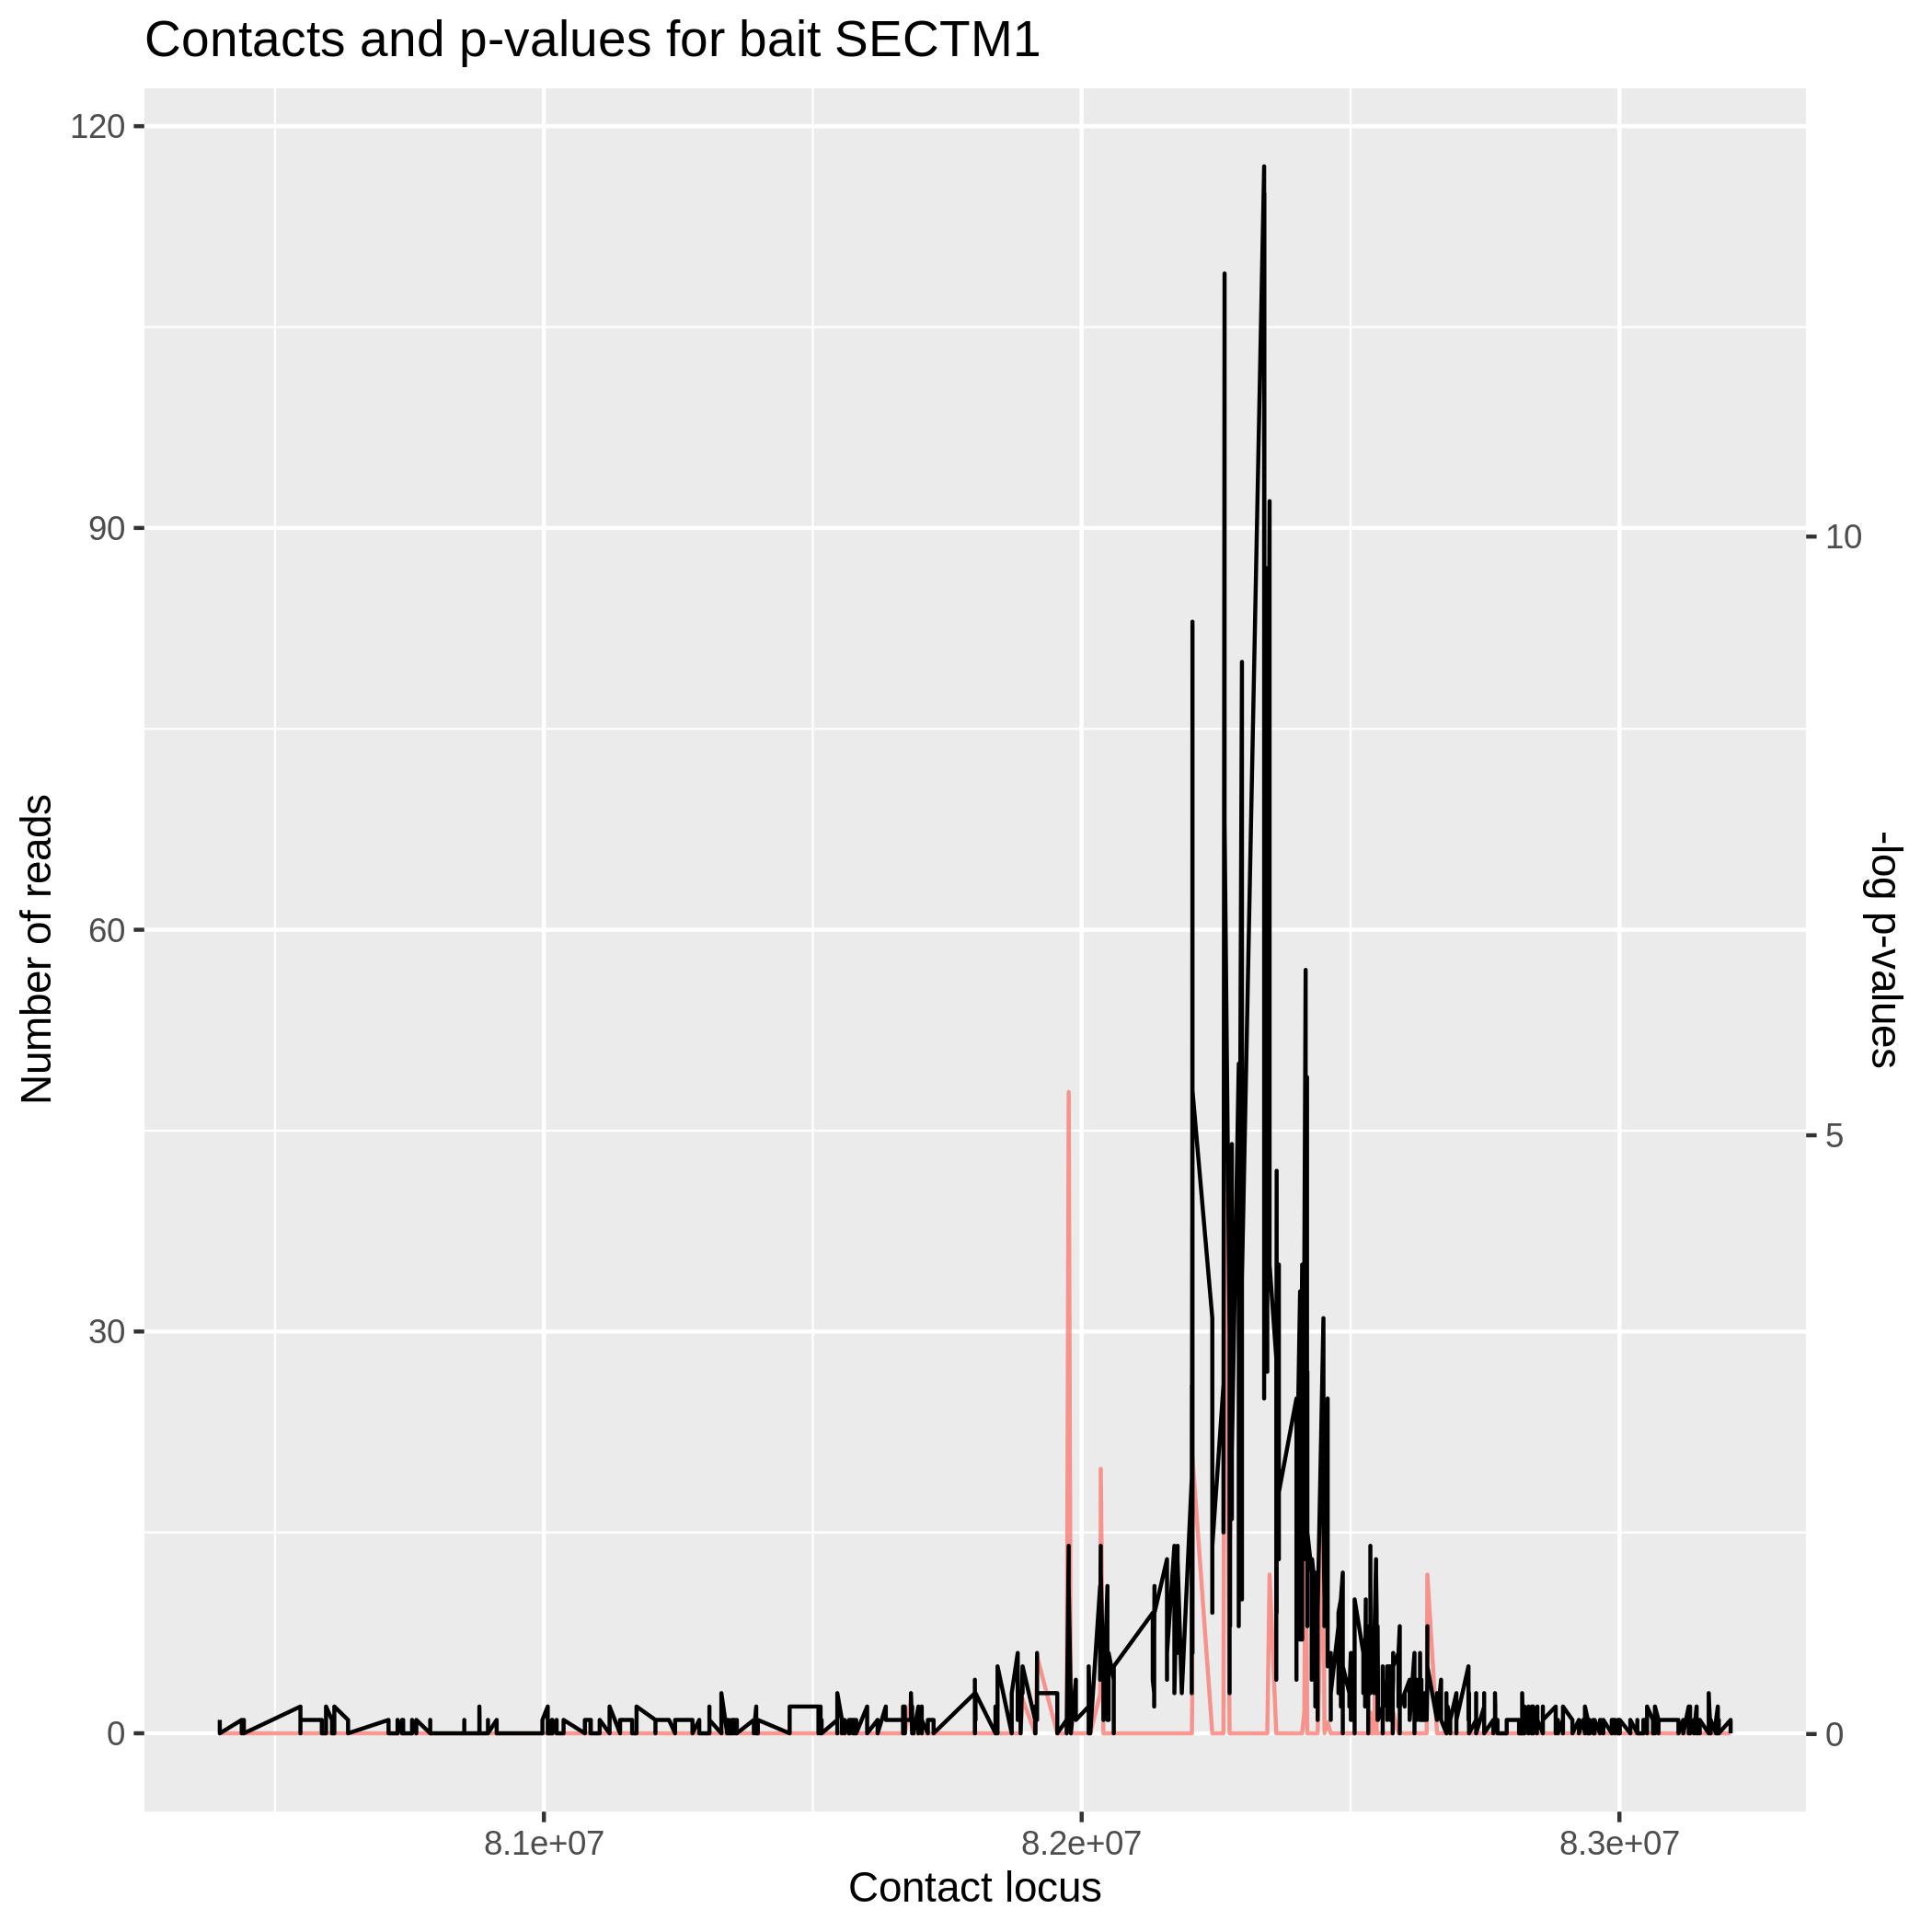 Contacts and p-values for bait SECTM1
120
90
60
30
0
Number of reads
10
5
0
-log p-values
8.1e+07
8.2e+07
8.3e+07
Contact locus